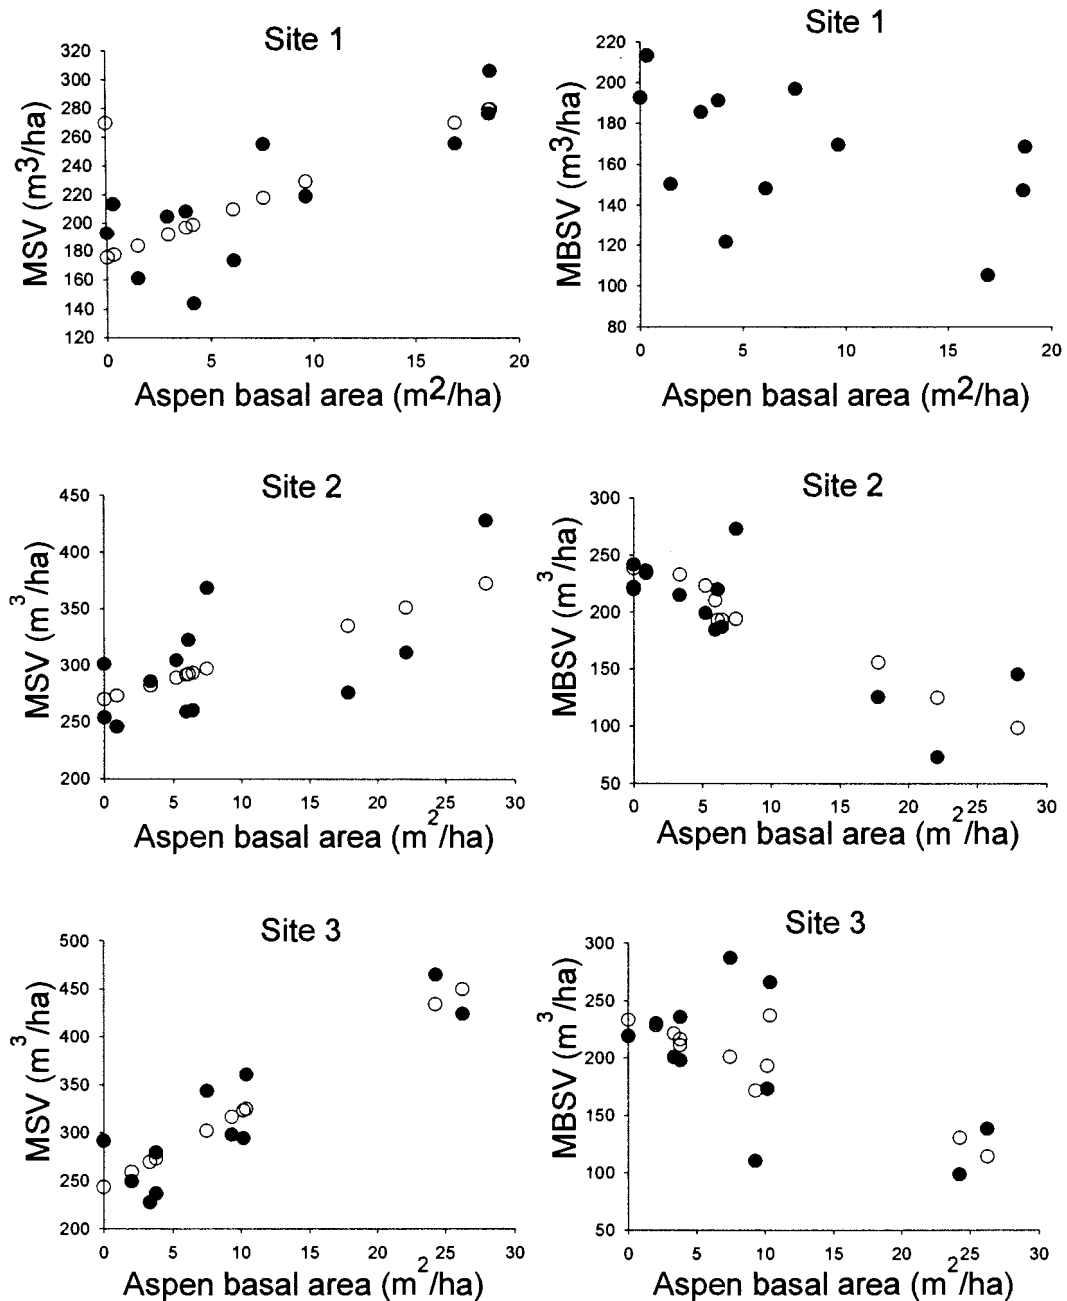 Site 1
MSV (m³/ha)
320
300
280
260
240
220
200
180
160
140
120
0 5 10 15 20
Aspen basal area (m²/ha)
Site 1
MBSV (m³/ha)
220
200
180
160
140
120
100
80
0 5 10 15 20
Aspen basal area (m²/ha)
Site 2
MSV (m³/ha)
450
400
350
300
250
200
0 5 10 15 20 25 30
Aspen basal area (m²/ha)
Site 2
MBSV (m³/ha)
300
250
200
150
100
50
0 5 10 15 20 25 30
Aspen basal area (m²/ha)
Site 3
MSV (m³/ha)
500
450
400
350
300
250
200
0 5 10 15 20 25 30
Aspen basal area (m²/ha)
Site 3
MBSV (m³/ha)
300
250
200
150
100
50
0 5 10 15 20 25 30
Aspen basal area (m²/ha)